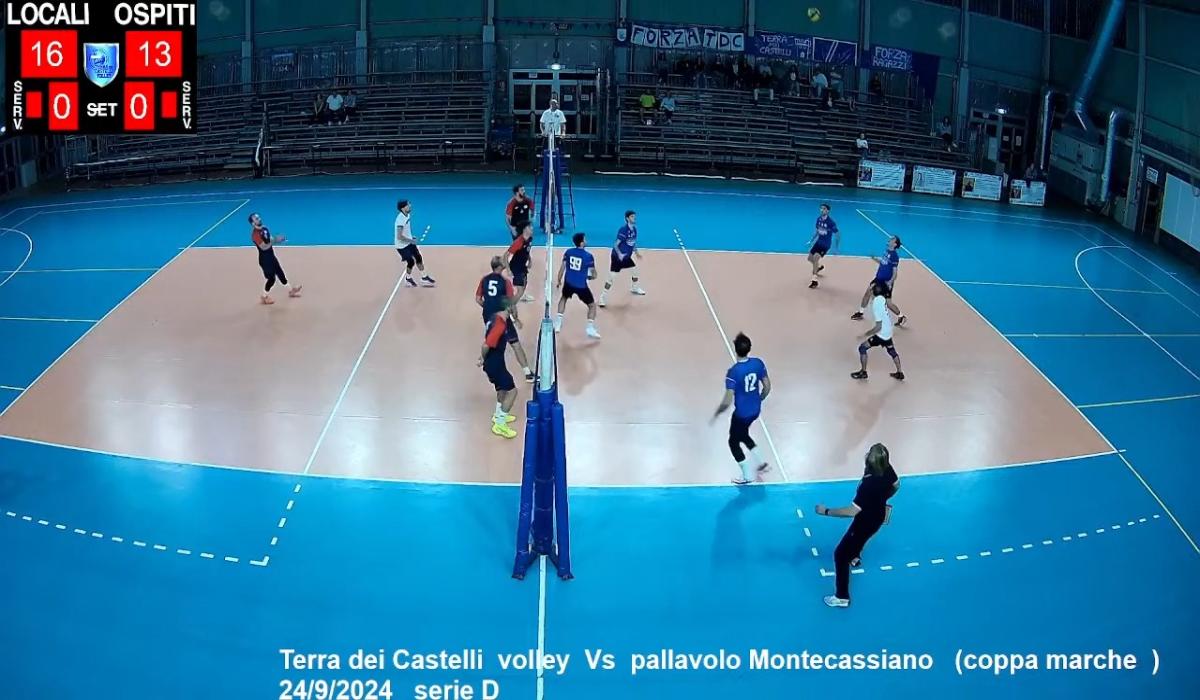 LOCALI OSPITI
16 13
SERV. 0 SET 0 SERV.
FORZA TDC
TERRA
CASTELLI
FORZA
RAGAZZI
99
5
12
Terra dei Castelli volley Vs pallavolo Montecassiano (coppa marche )
24/9/2024 serie D